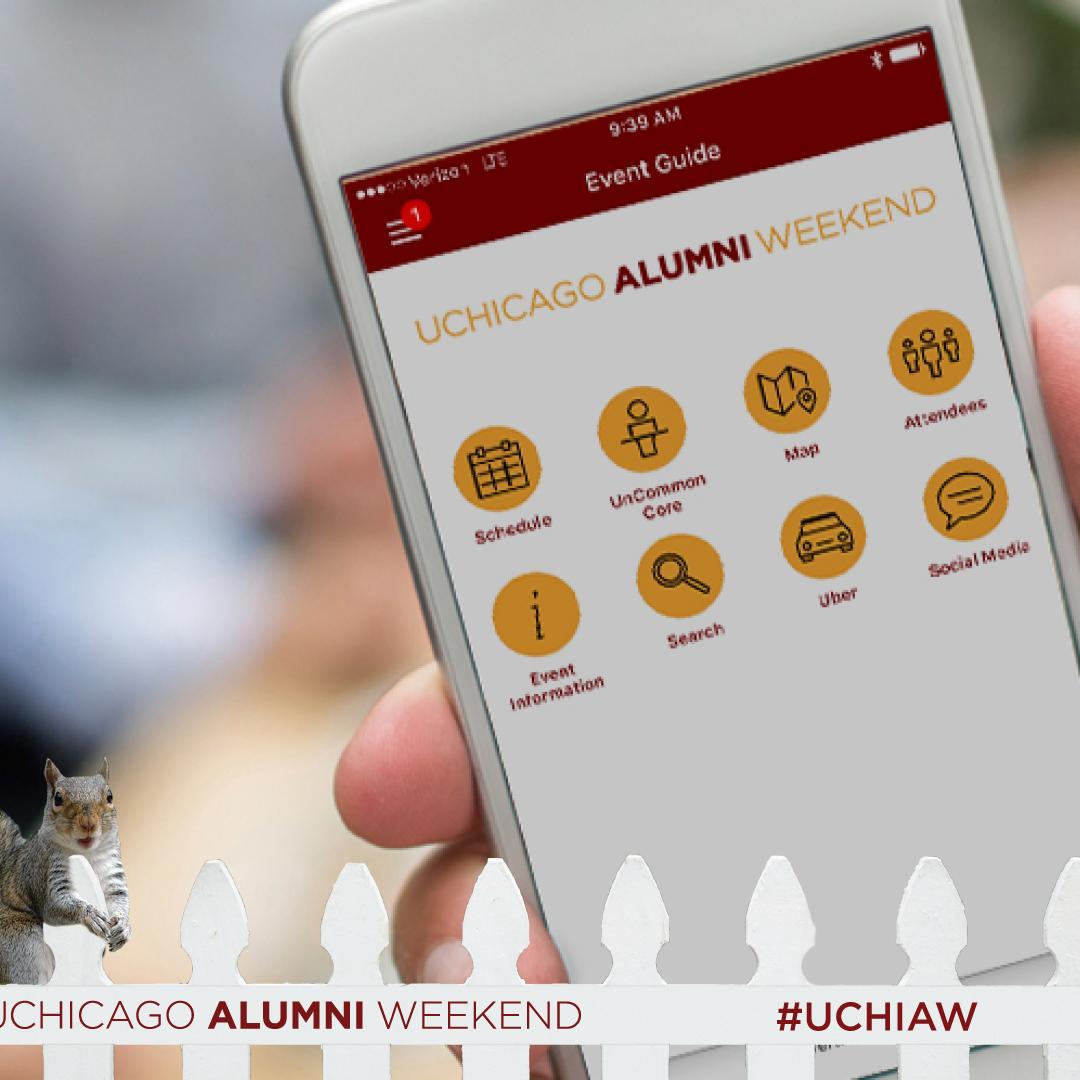 Verizon LTE
9:39 AM
Event Guide
1
UCHICAGO ALUMNI WEEKEND
Schedule
UnCommon
Core
Map
Attendees
Event
Information
Search
Uber
Social Media
UCHICAGO ALUMNI WEEKEND
#UCHIAW